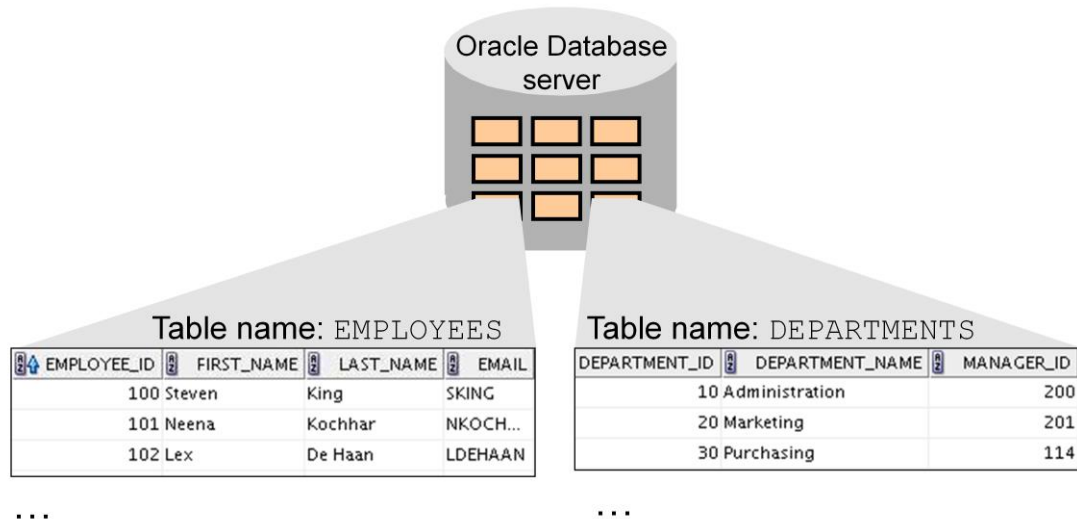 Oracle Database
server
Table name: EMPLOYEES
EMPLOYEE_ID FIRST_NAME LAST_NAME EMAIL
100 Steven King SKING
101 Neena Kochhar NKOCH...
102 Lex De Haan LDEHAAN
...
Table name: DEPARTMENTS
DEPARTMENT_ID DEPARTMENT_NAME MANAGER_ID
10 Administration 200
20 Marketing 201
30 Purchasing 114
...